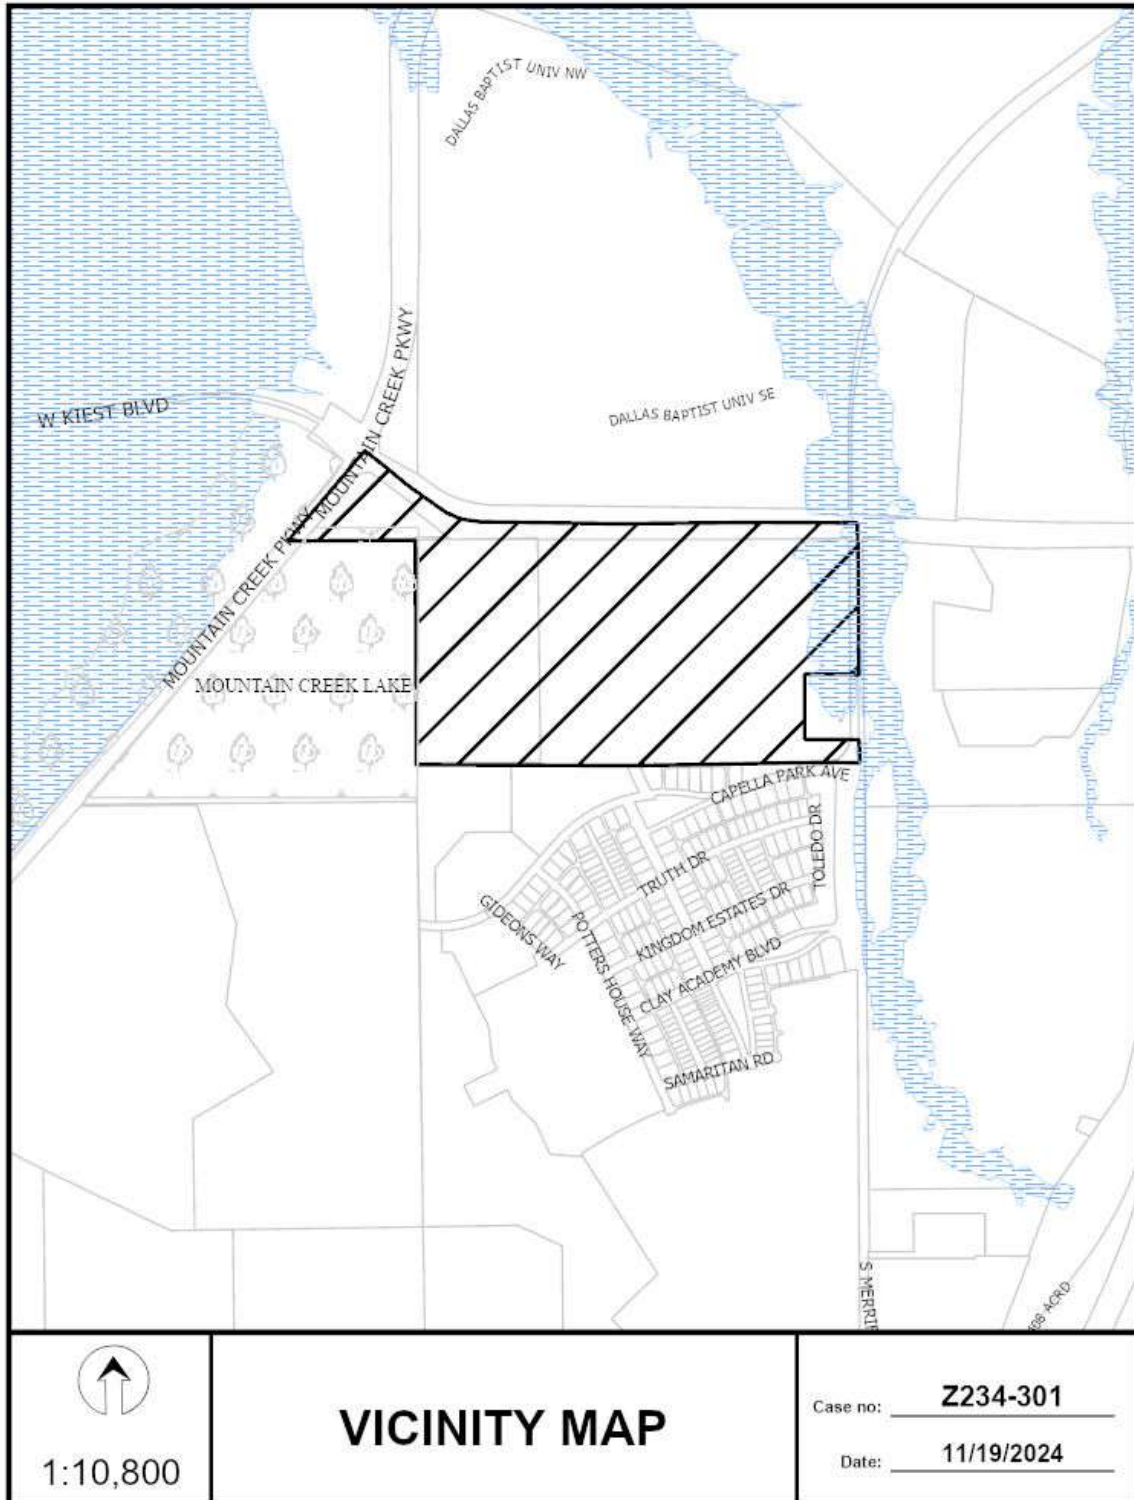 DALLAS BAPTIST UNIV NW
MOUNTAIN CREEK PKWY
W KIEST BLVD
DALLAS BAPTIST UNIV SE
MOUNTAIN CREEK PKWY
MOUNTAIN CREEK LAKE
CAPELLA PARK AVE
TOLEDO DR
TRUTH DR
KINGDOM ESTATES DR
GIDEONS WAY
POTTERS HOUSE WAY
CLAY ACADEMY BLVD
SAMARITAN RD
S MERRIF
ACRD
1:10,800
VICINITY MAP
Case no: Z234-301
Date: 11/19/2024